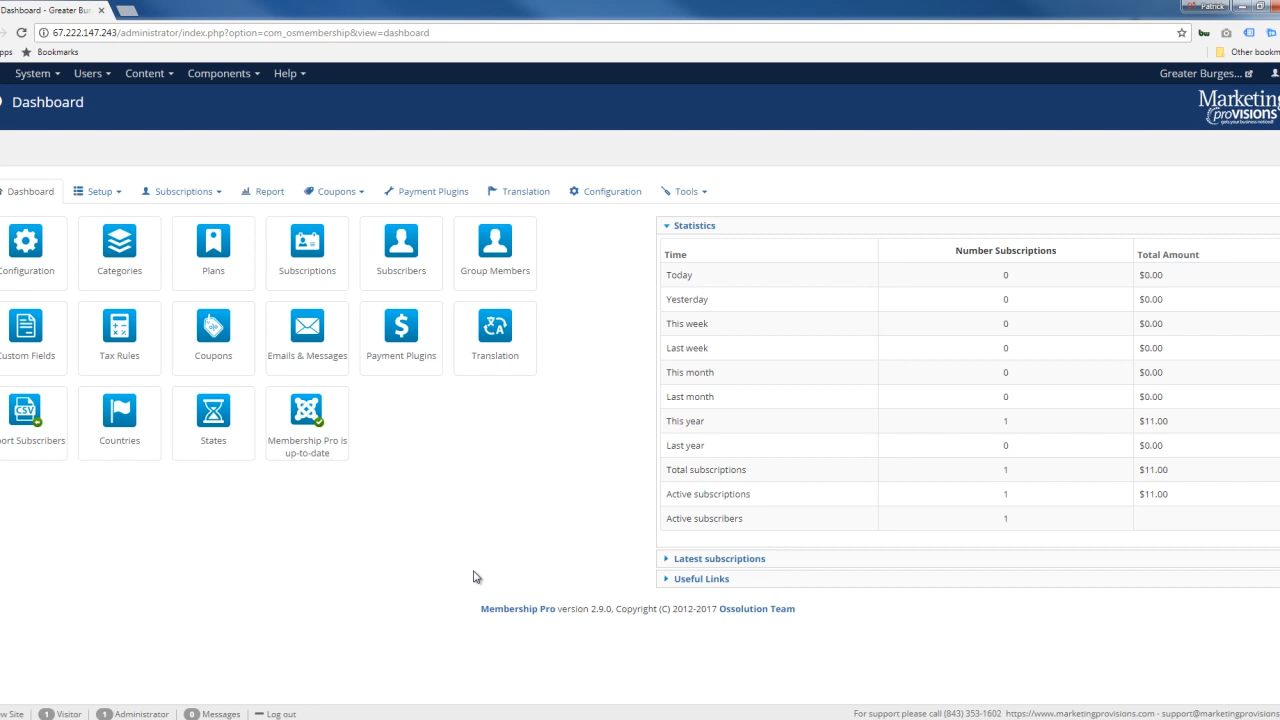 Dashboard - Greater Bur
Patrick
67.222.147.243/administrator/index.php?option=com_osmembership&view=dashboard
pps Bookmarks Other bookm
System Users Content Components Help Greater Burges...
Dashboard
Marketing
proVISIONS
gets your business noticed!
Dashboard Setup Subscriptions Report Coupons Payment Plugins Translation Configuration Tools
onfiguration Categories Plans Subscriptions Subscribers Group Members
ustom Fields Tax Rules Coupons Emails & Messages Payment Plugins Translation
CSV
port Subscribers Countries States Membership Pro is
up-to-date
Statistics
Time Number Subscriptions Total Amount
Today 0 $0.00
Yesterday 0 $0.00
This week 0 $0.00
Last week 0 $0.00
This month 0 $0.00
Last month 0 $0.00
This year 1 $11.00
Last year 0 $0.00
Total subscriptions 1 $11.00
Active subscriptions 1 $11.00
Active subscribers 1
Latest subscriptions
Useful Links
Membership Pro version 2.9.0, Copyright (C) 2012-2017 Ossolution Team
w Site 1 Visitor 1 Administrator 0 Messages Log out For support please call (843) 353-1602 https://www.marketingprovisions.com - support@marketingprovisions